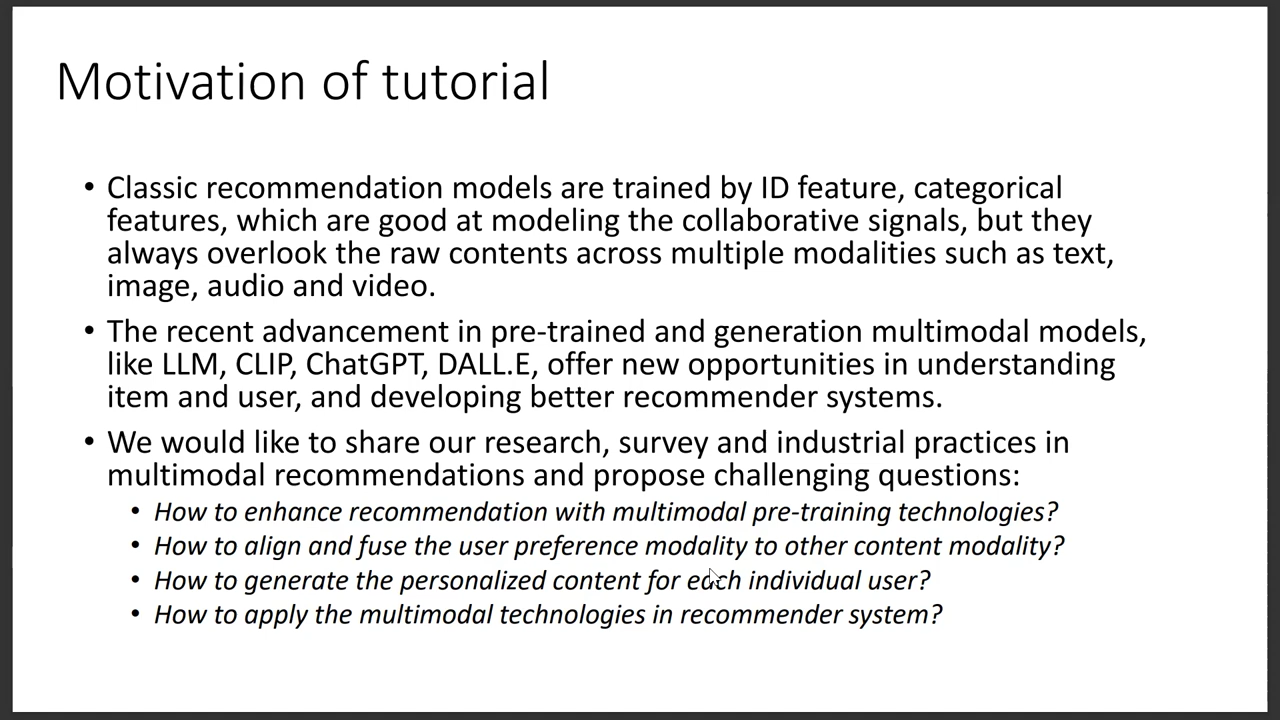 Motivation of tutorial
• Classic recommendation models are trained by ID feature, categorical
features, which are good at modeling the collaborative signals, but they
always overlook the raw contents across multiple modalities such as text,
image, audio and video.
• The recent advancement in pre-trained and generation multimodal models,
like LLM, CLIP, ChatGPT, DALL.E, offer new opportunities in understanding
item and user, and developing better recommender systems.
• We would like to share our research, survey and industrial practices in
multimodal recommendations and propose challenging questions:
• How to enhance recommendation with multimodal pre-training technologies?
• How to align and fuse the user preference modality to other content modality?
• How to generate the personalized content for each individual user?
• How to apply the multimodal technologies in recommender system?